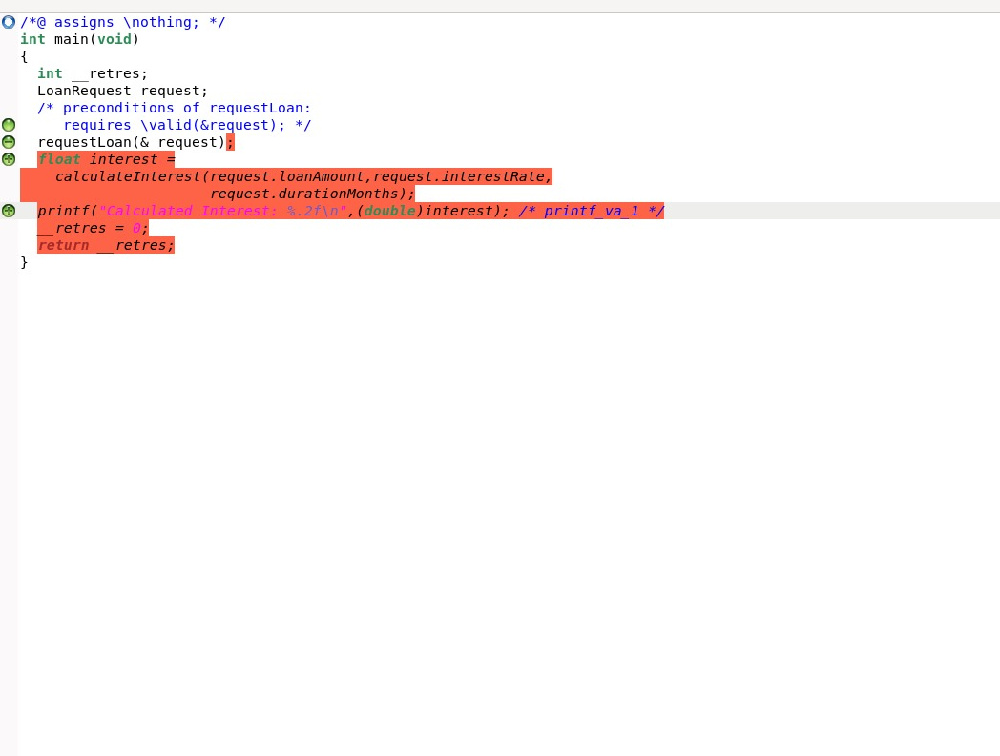 /*@ assigns \nothing; */
int main(void)
{
  int __retres;
  LoanRequest request;
  /* preconditions of requestLoan:
     requires \valid(&request); */
  requestLoan(& request);
  float interest =
    calculateInterest(request.loanAmount,request.interestRate,
                      request.durationMonths);
  printf("Calculated Interest: %.2f\n",(double)interest); /* printf_va_1 */
  __retres = 0;
  return __retres;
}